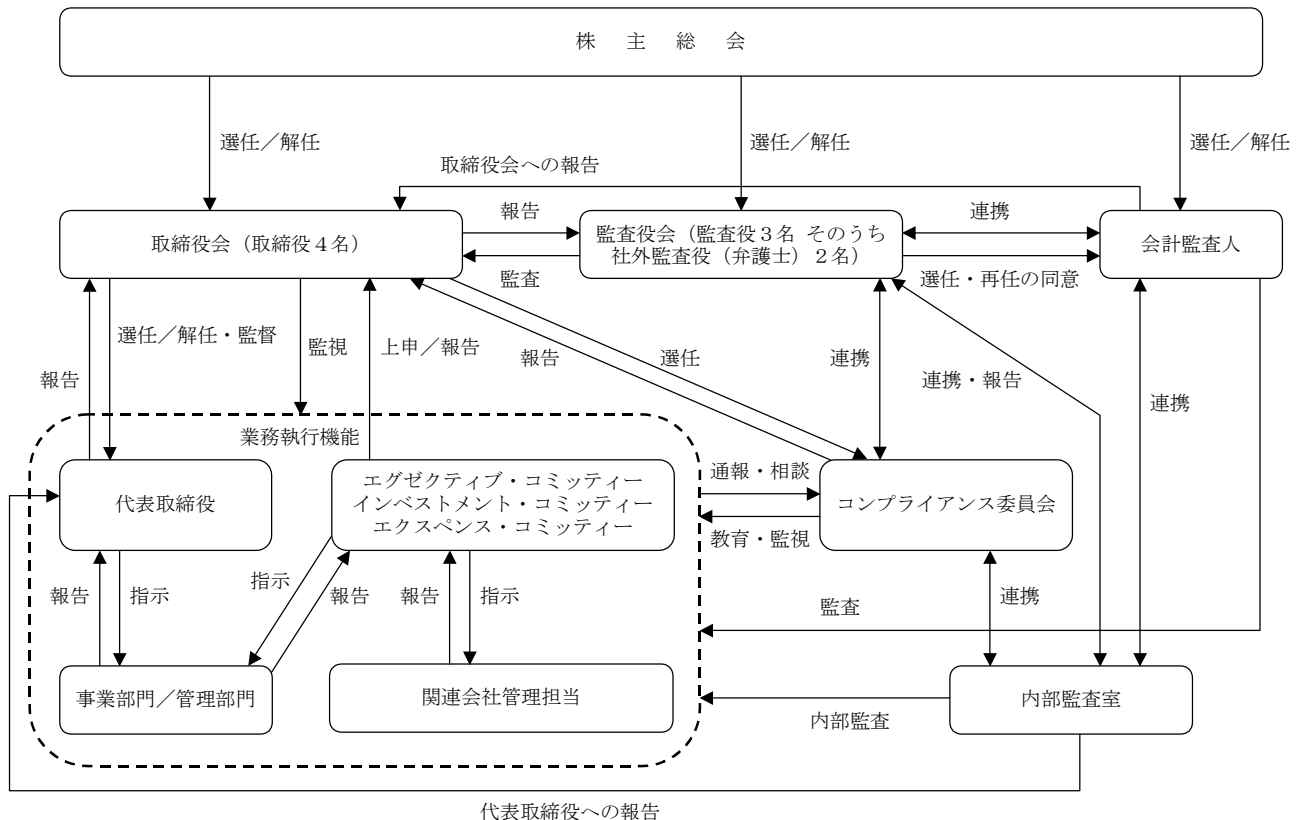 株主総会
選任／解任
選任／解任
選任／解任
取締役会への報告
取締役会（取締役４名）
報告
監査
監査役会（監査役３名 そのうち
社外監査役（弁護士）２名）
連携
選任・再任の同意
会計監査人
報告
選任／解任・監督
監視
上申／報告
報告
選任
連携
連携・報告
連携
業務執行機能
代表取締役
エグゼクティブ・コミッティー
インベストメント・コミッティー
エクスペンス・コミッティー
通報・相談
教育・監視
コンプライアンス委員会
報告
指示
指示
報告
報告
指示
連携
監査
事業部門／管理部門
関連会社管理担当
内部監査
内部監査室
代表取締役への報告